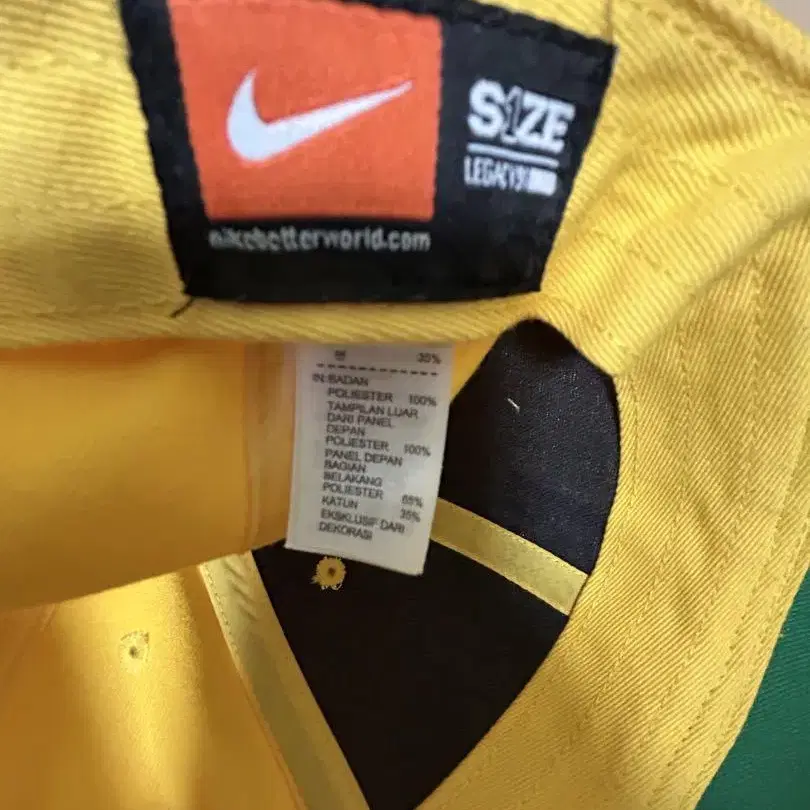 S1ZE
LEGACY91
nikebetterworld.com
35%
IN:BADAN
POLIESTER 100%
TAMPILAN LUAR
DARI PANEL
DEPAN
POLIESTER 100%
PANEL DEPAN
BAGIAN
BELAKANG
POLIESTER 65%
KATUN 35%
EKSKLUSIF DARI
DEKORASI